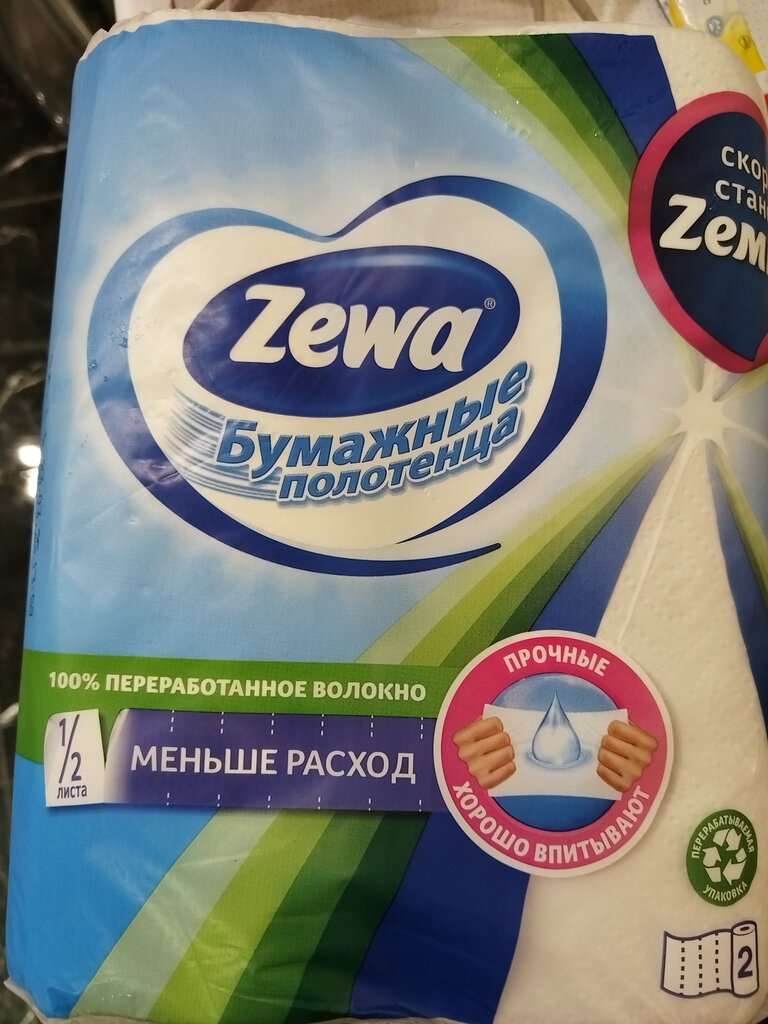 Zewa®
Бумажные
полотенца
100% ПЕРЕРАБОТАННОЕ ВОЛОКНО
1/2
листа
МЕНЬШЕ РАСХОД
ПРОЧНЫЕ
ХОРОШО ВПИТЫВАЮТ
ПЕРЕРАБАТЫВАЕМАЯ
УПАКОВКА
2